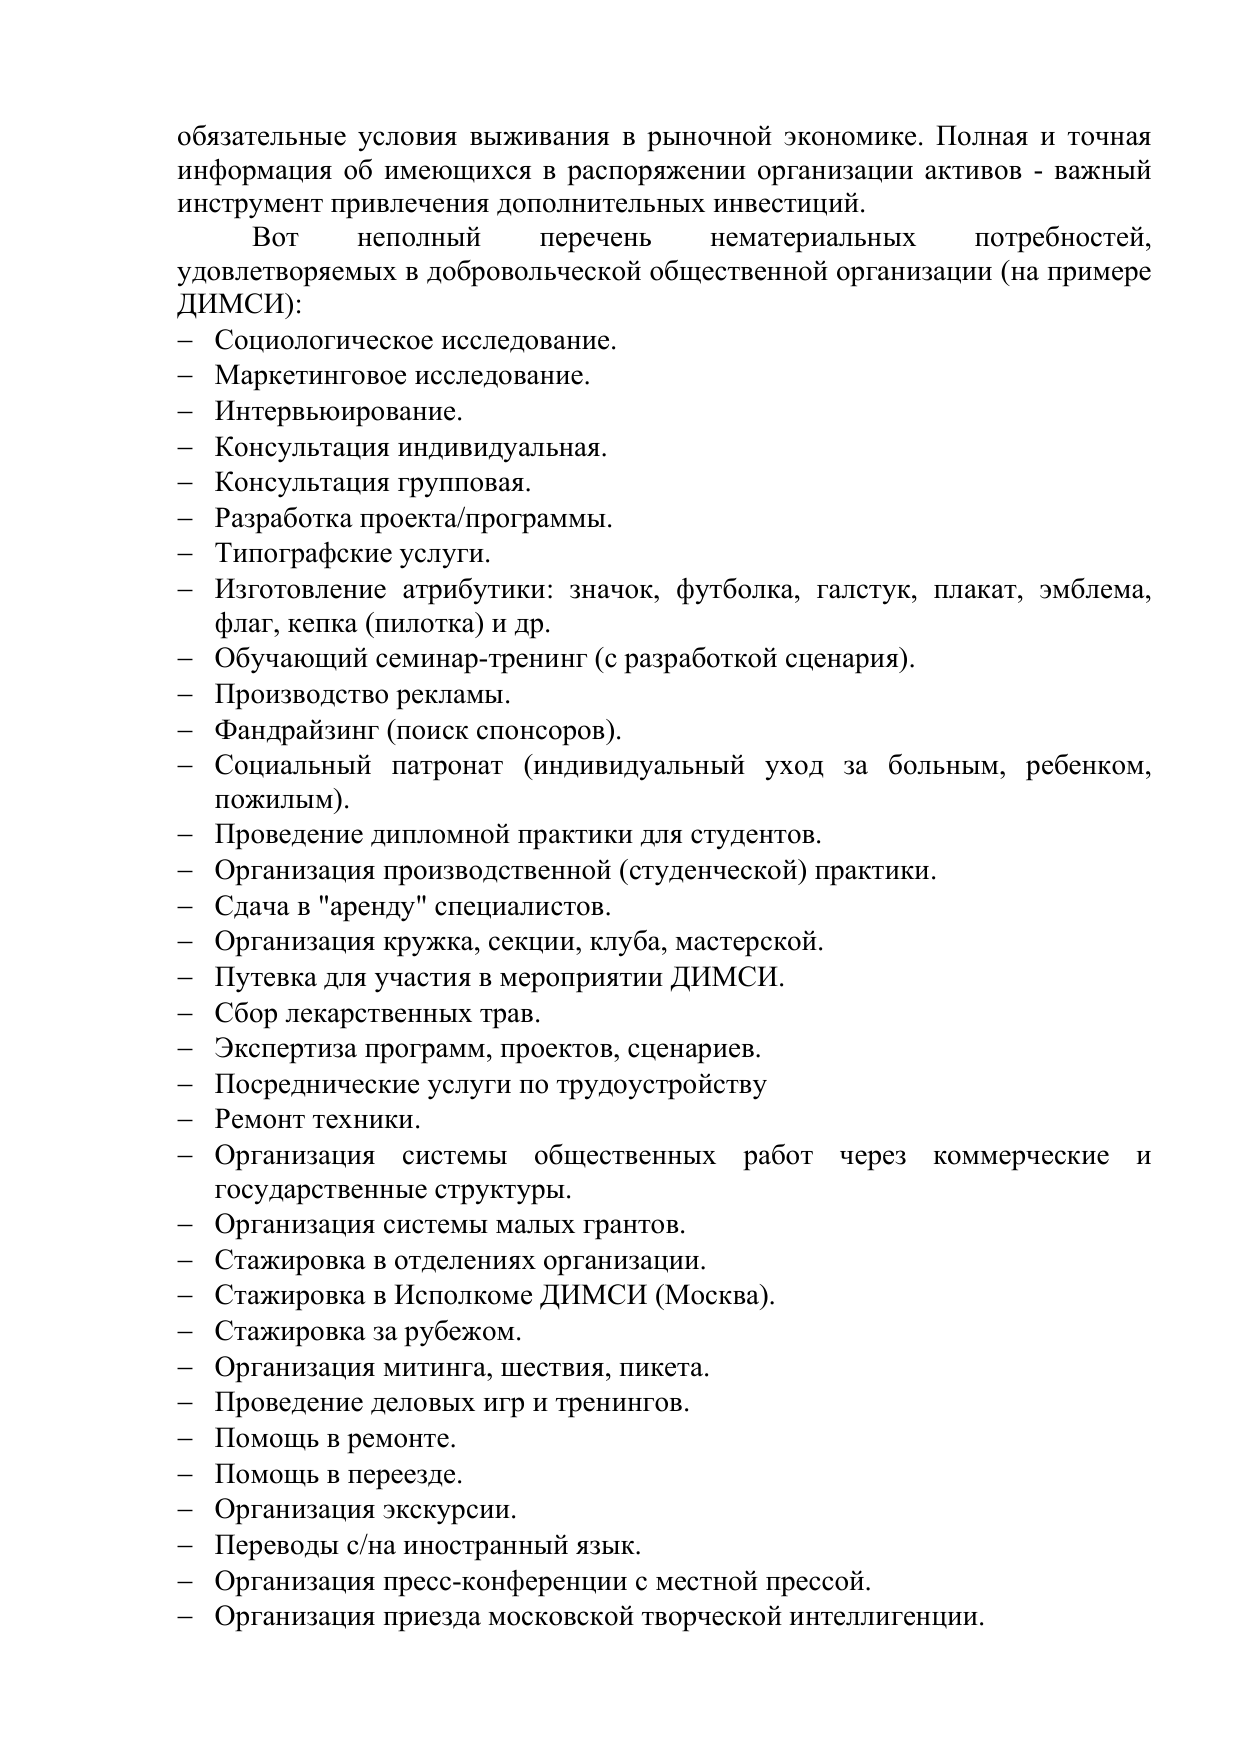 обязательные условия выживания в рыночной экономике. Полная и точная
информация об имеющихся в распоряжении организации активов - важный
инструмент привлечения дополнительных инвестиций.
Вот неполный перечень нематериальных потребностей,
удовлетворяемых в добровольческой общественной организации (на примере
ДИМСИ):
− Социологическое исследование.
− Маркетинговое исследование.
− Интервьюирование.
− Консультация индивидуальная.
− Консультация групповая.
− Разработка проекта/программы.
− Типографские услуги.
− Изготовление атрибутики: значок, футболка, галстук, плакат, эмблема,
флаг, кепка (пилотка) и др.
− Обучающий семинар-тренинг (с разработкой сценария).
− Производство рекламы.
− Фандрайзинг (поиск спонсоров).
− Социальный патронат (индивидуальный уход за больным, ребенком,
пожилым).
− Проведение дипломной практики для студентов.
− Организация производственной (студенческой) практики.
− Сдача в "аренду" специалистов.
− Организация кружка, секции, клуба, мастерской.
− Путевка для участия в мероприятии ДИМСИ.
− Сбор лекарственных трав.
− Экспертиза программ, проектов, сценариев.
− Посреднические услуги по трудоустройству
− Ремонт техники.
− Организация системы общественных работ через коммерческие и
государственные структуры.
− Организация системы малых грантов.
− Стажировка в отделениях организации.
− Стажировка в Исполкоме ДИМСИ (Москва).
− Стажировка за рубежом.
− Организация митинга, шествия, пикета.
− Проведение деловых игр и тренингов.
− Помощь в ремонте.
− Помощь в переезде.
− Организация экскурсии.
− Переводы с/на иностранный язык.
− Организация пресс-конференции с местной прессой.
− Организация приезда московской творческой интеллигенции.